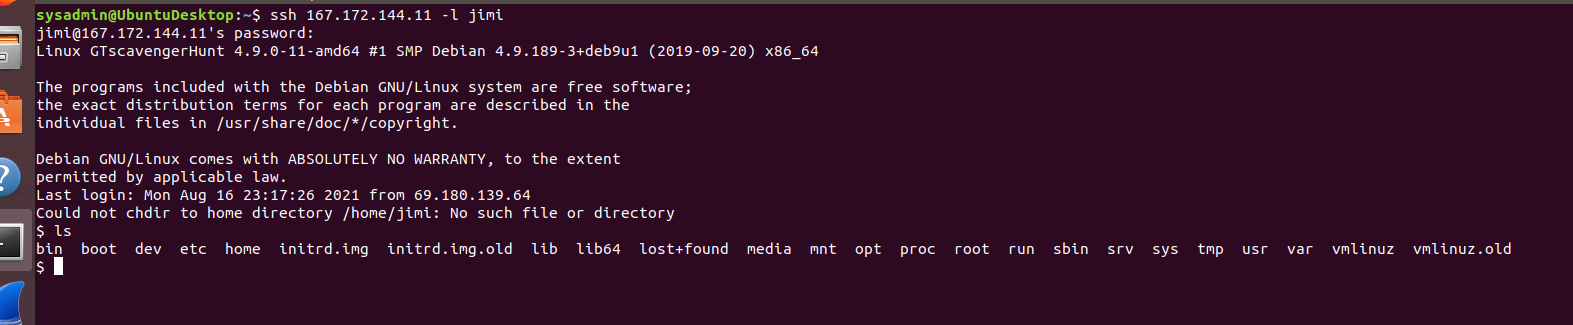 sysadmin@UbuntuDesktop:~$ ssh 167.172.144.11 -l jimi
jimi@167.172.144.11's password:
Linux GTscavengerHunt 4.9.0-11-amd64 #1 SMP Debian 4.9.189-3+deb9u1 (2019-09-20) x86_64
The programs included with the Debian GNU/Linux system are free software;
the exact distribution terms for each program are described in the
individual files in /usr/share/doc/*/copyright.
Debian GNU/Linux comes with ABSOLUTELY NO WARRANTY, to the extent
permitted by applicable law.
Last login: Mon Aug 16 23:17:26 2021 from 69.180.139.64
Could not chdir to home directory /home/jimi: No such file or directory
$ ls
bin  boot  dev  etc  home  initrd.img  initrd.img.old  lib  lib64  lost+found  media  mnt  opt  proc  root  run  sbin  srv  sys  tmp  usr  var  vmlinuz  vmlinuz.old
$